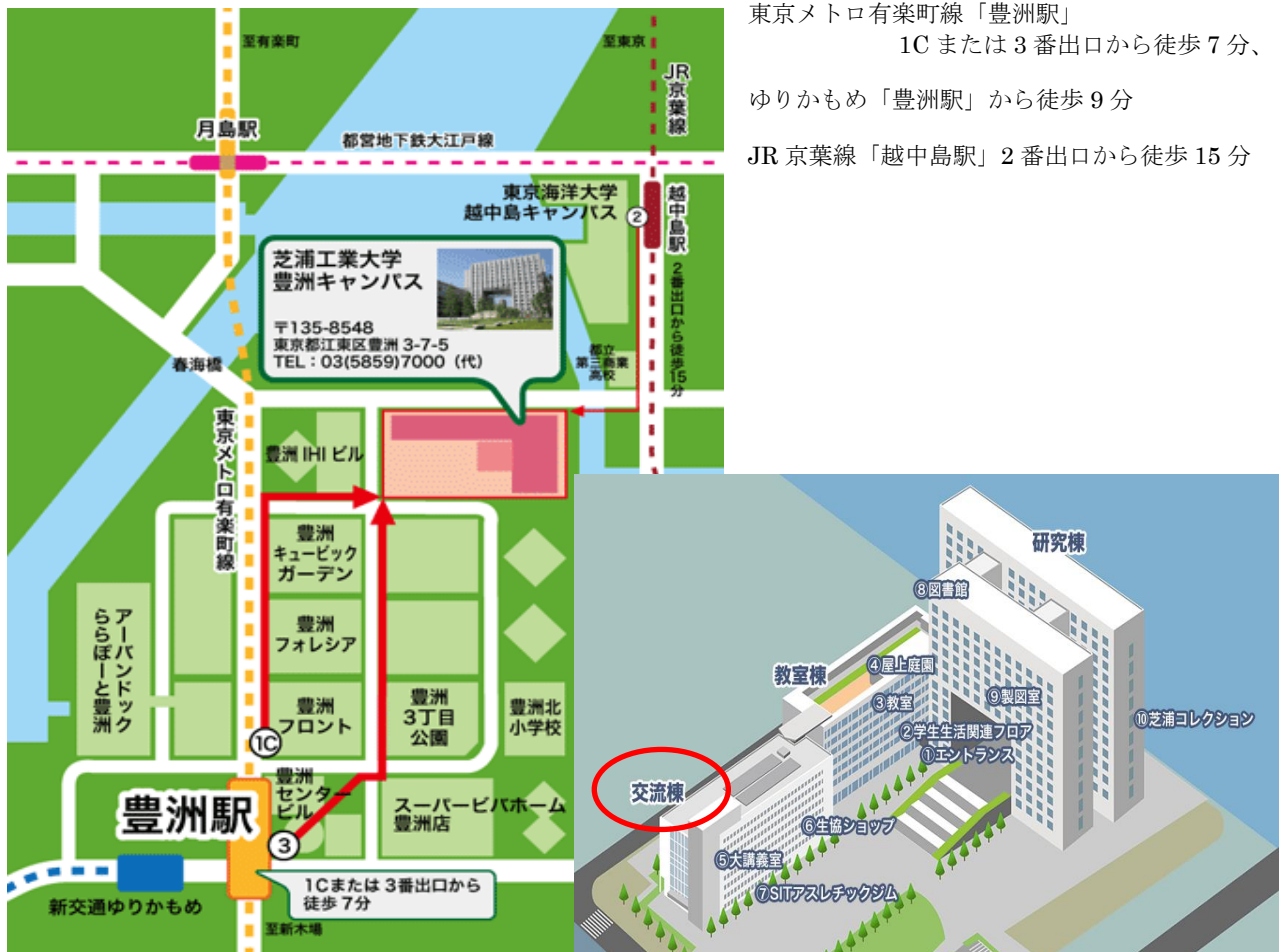 東京メトロ有楽町線「豊洲駅」
1C または 3 番出口から徒歩 7 分、
ゆりかもめ「豊洲駅」から徒歩 9 分
JR 京葉線「越中島駅」2 番出口から徒歩 15 分
至有楽町
至東京
JR京葉線
月島駅
都営地下鉄大江戸線
東京海洋大学
越中島キャンパス
②
越中島駅
2番出口から徒歩15分
芝浦工業大学
豊洲キャンパス
〒135-8548
東京都江東区豊洲 3-7-5
TEL：03(5859)7000（代）
都立
第三商業
高校
春海橋
東京メトロ有楽町線
豊洲 IHI ビル
豊洲
キュービック
ガーデン
豊洲
フォレシア
アーバンドック
ららぽーと豊洲
豊洲
フロント
豊洲
3丁目
公園
豊洲北
小学校
1C
豊洲
センター
ビル
スーパービバホーム
豊洲店
豊洲駅
③
1Cまたは 3番出口から
徒歩 7分
新交通ゆりかもめ
至新木場
研究棟
⑧図書館
教室棟
④屋上庭園
③教室
⑨製図室
②学生生活関連フロア
⑩芝浦コレクション
①エントランス
交流棟
⑥生協ショップ
⑤大講義室
⑦SITアスレチックジム